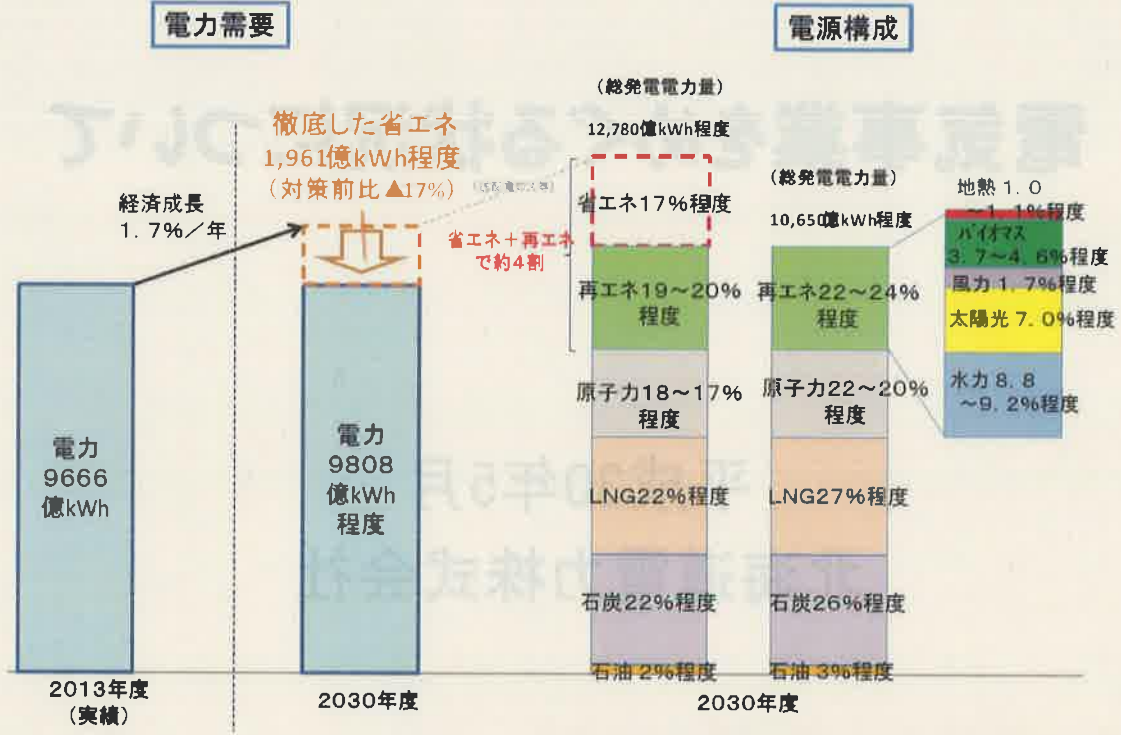 電力需要
電源構成
徹底した省エネ
1,961億kWh程度
(対策前比▲17%)
経済成長
1. 7%／年
電力
9666
億kWh
電力
9808
億kWh
程度
2013年度
(実績)
2030年度
(総発電電力量)
12,780億kWh程度
省エネ17%程度
省エネ＋再エネ
で約4割
再エネ19～20%
程度
原子力18～17%
程度
LNG22%程度
石炭22%程度
石油 2%程度
(総発電電力量)
10,650億kWh程度
再エネ22～24%
程度
原子力22～20%
程度
LNG27%程度
石炭26%程度
石油 3%程度
2030年度
地熱 1. 0
～1. 1%程度
バイオマス
3. 7～4. 6%程度
風力 1. 7%程度
太陽光 7. 0%程度
水力 8. 8
～9. 2%程度